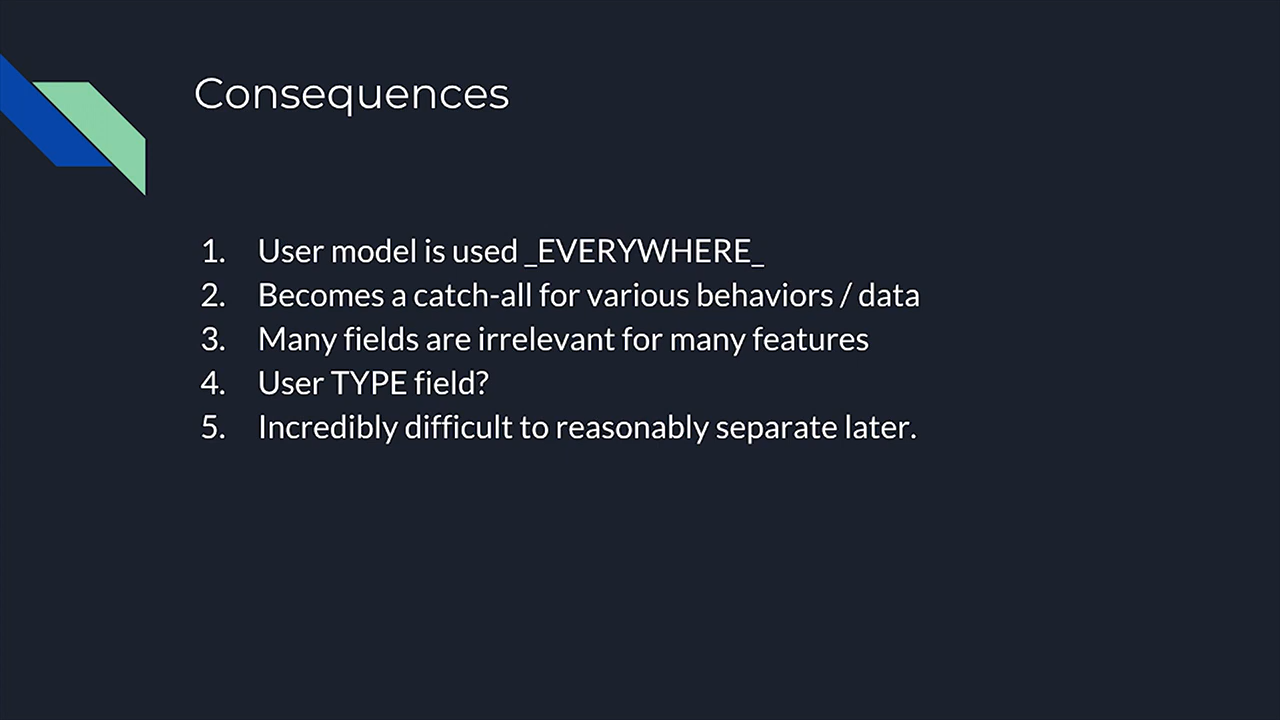 Consequences
1. User model is used _EVERYWHERE_
2. Becomes a catch-all for various behaviors / data
3. Many fields are irrelevant for many features
4. User TYPE field?
5. Incredibly difficult to reasonably separate later.